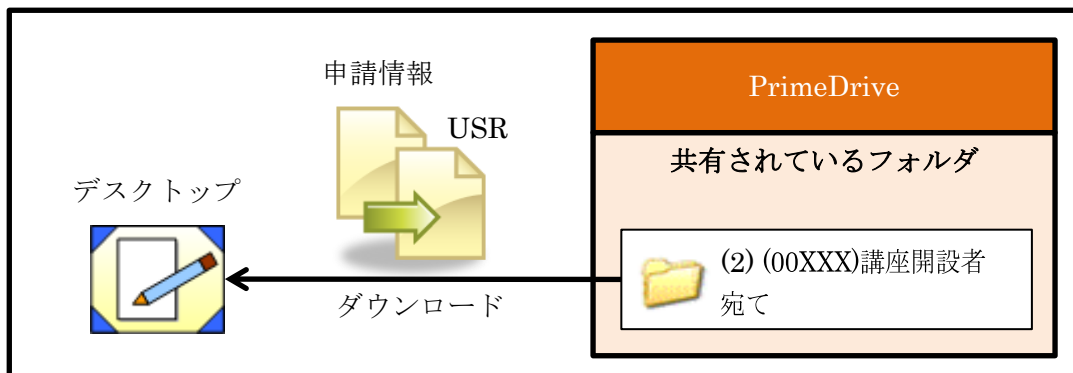 申請情報
USR
デスクトップ
ダウンロード
PrimeDrive
共有されているフォルダ
(2) (00XXX)講座開設者
宛て